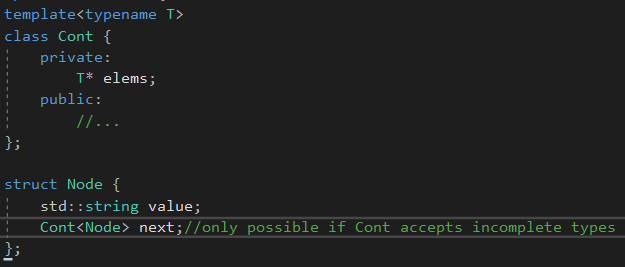 template<typename T>
class Cont {
private:
T* elems;
public:
//...
};
struct Node {
std::string value;
Cont<Node> next;//only possible if Cont accepts incomplete types
};